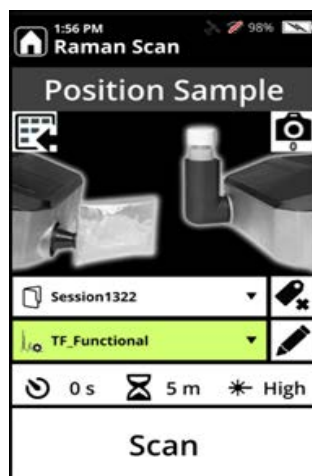 1:56 PM
98%
Raman Scan
Position Sample
0
Session1322
TF_Functional
0 s
5 m
High
Scan